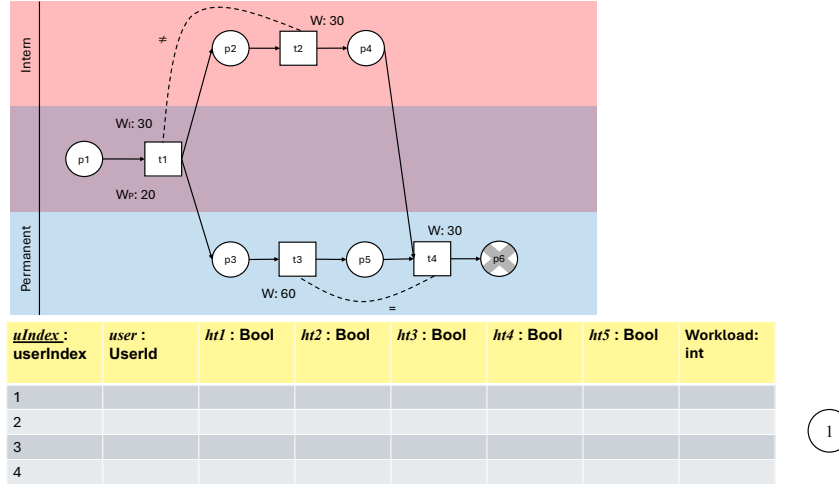 Intern
≠
W: 30
p2
t2
p4
Wı: 30
p1
t1
WP: 20
Permanent
W: 30
p3
t3
p5
t4
p6
W: 60
=
uIndex : userIndex
user : UserId
ht1 : Bool
ht2 : Bool
ht3 : Bool
ht4 : Bool
ht5 : Bool
Workload: int
1
2
3
4
1